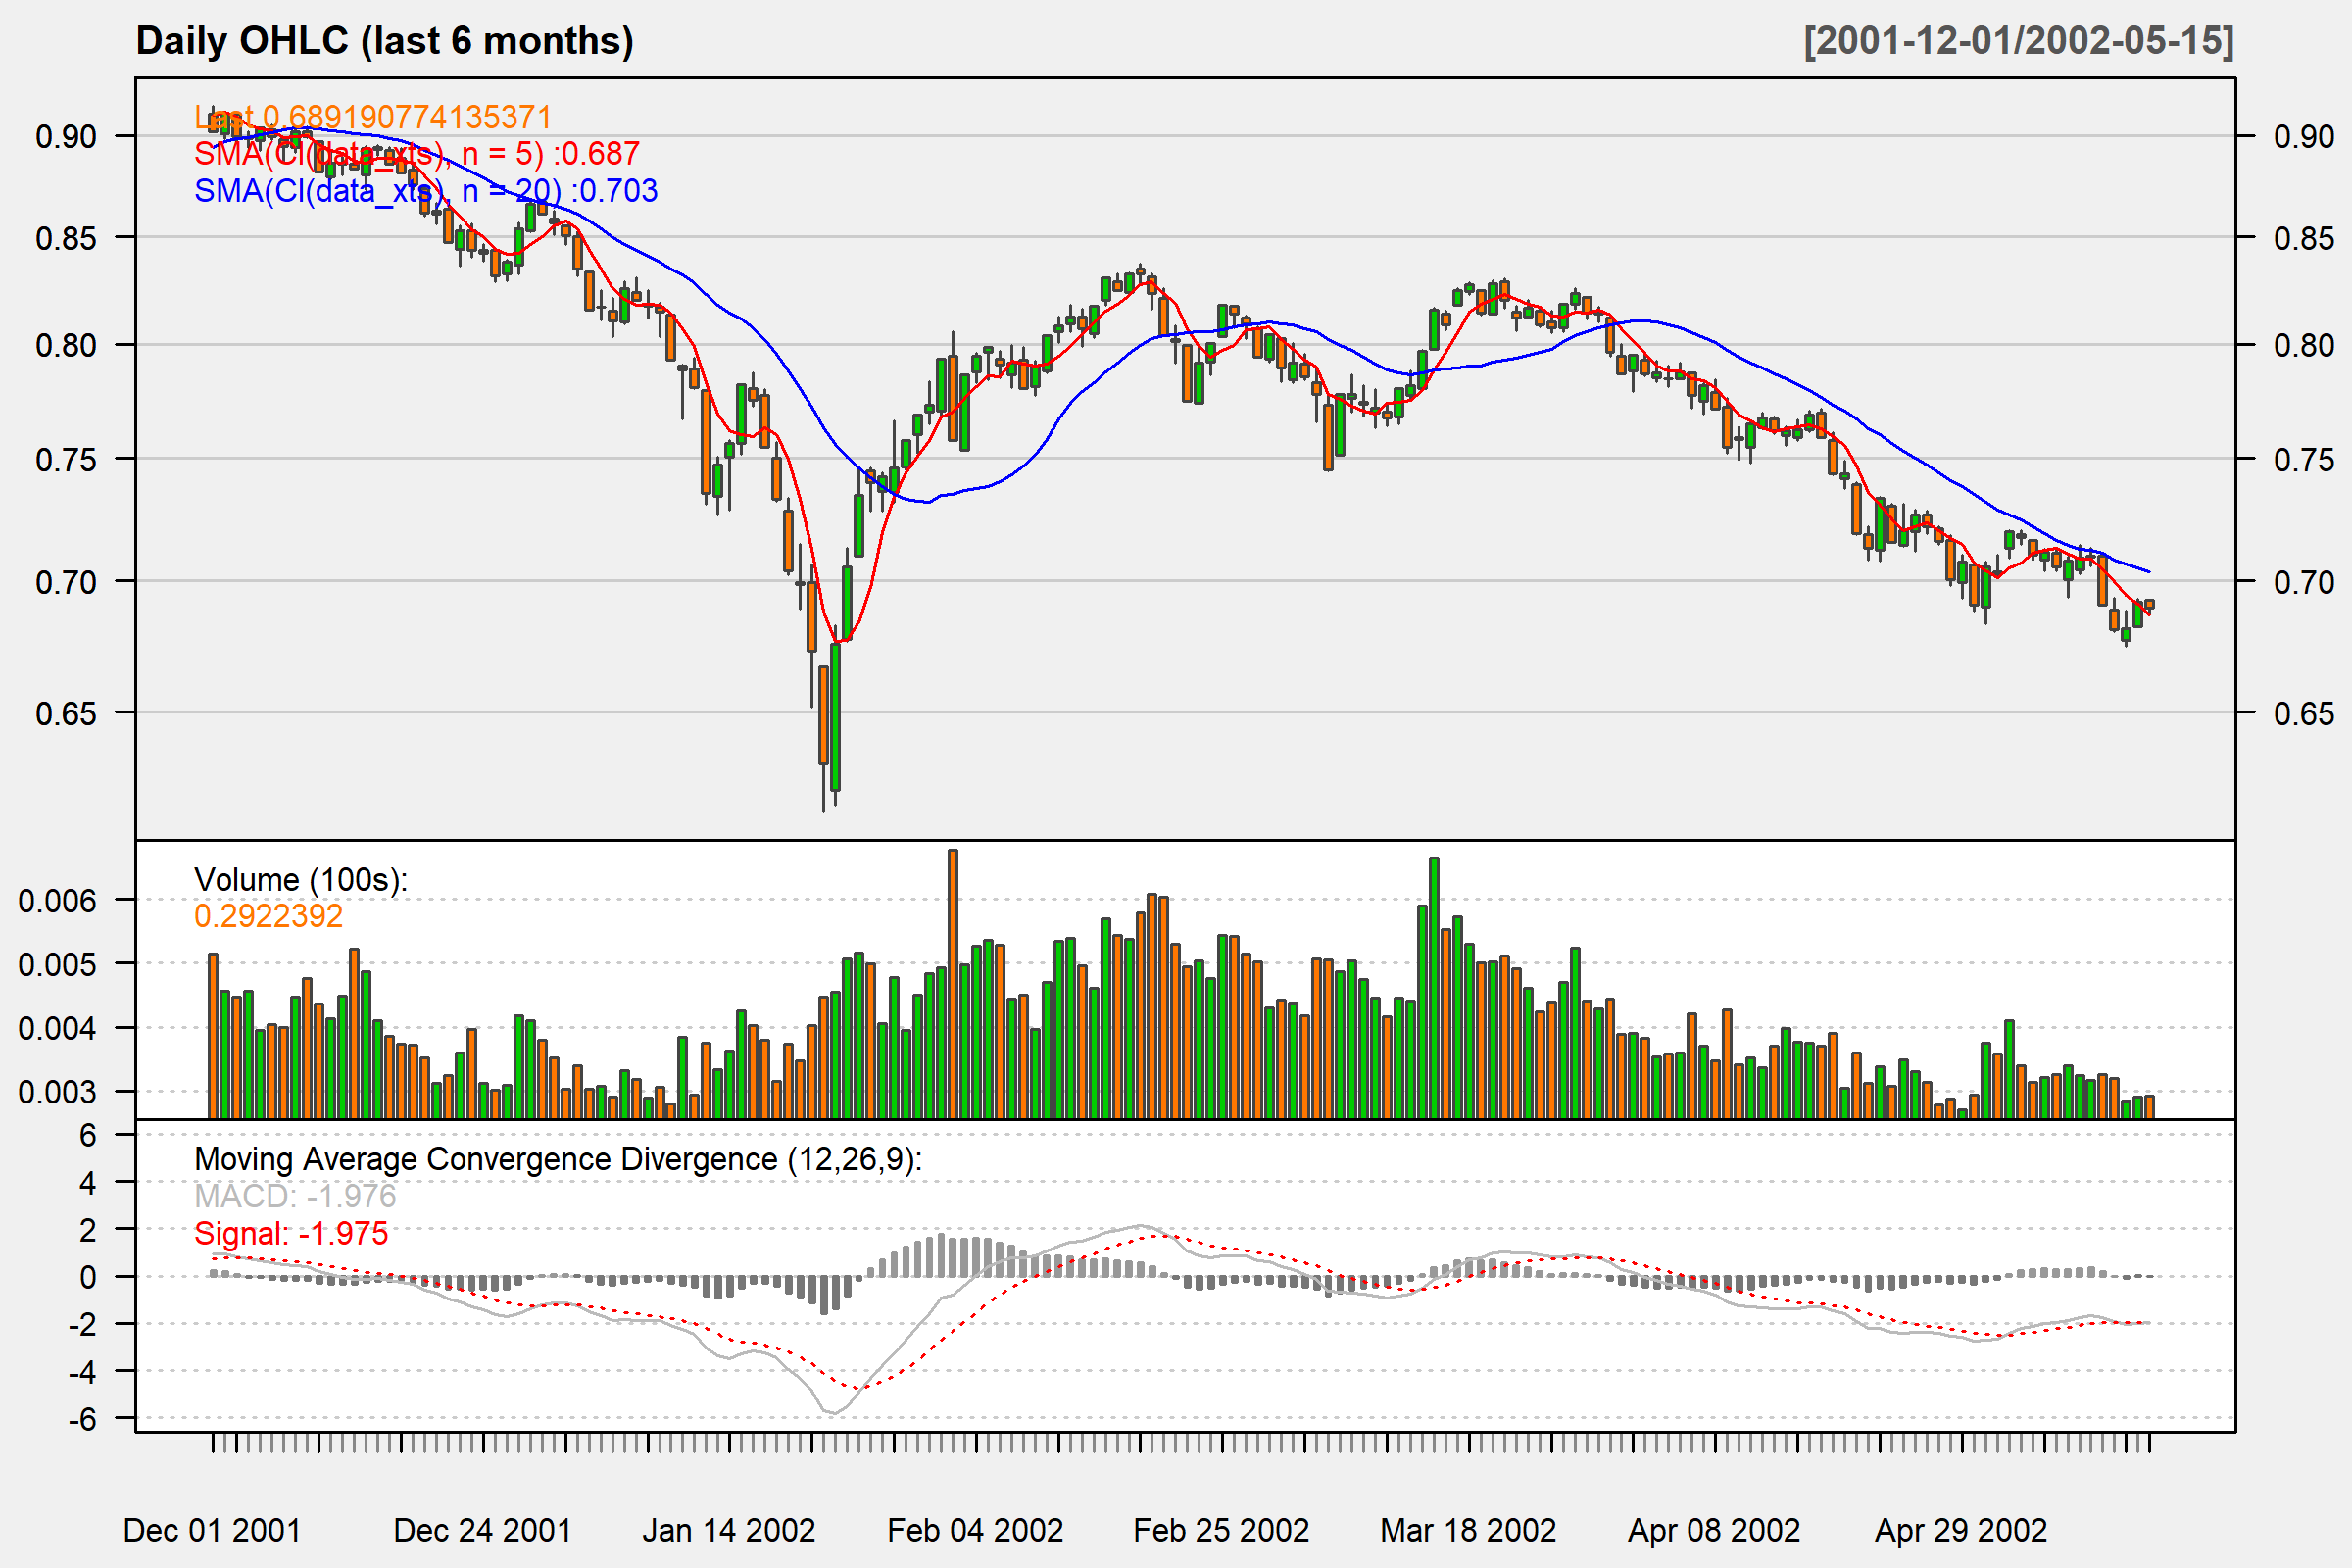 Daily OHLC (last 6 months) [2001-12-01/2002-05-15]
Last 0.689190774135371
SMA(Cl(data_xts), n = 5) :0.687
SMA(Cl(data_xts), n = 20) :0.703
0.90 0.90
0.85 0.85
0.80 0.80
0.75 0.75
0.70 0.70
0.65 0.65
Volume (100s):
0.2922392
0.006
0.005
0.004
0.003
Moving Average Convergence Divergence (12,26,9):
MACD: -1.976
Signal: -1.975
6
4
2
0
-2
-4
-6
Dec 01 2001 Dec 24 2001 Jan 14 2002 Feb 04 2002 Feb 25 2002 Mar 18 2002 Apr 08 2002 Apr 29 2002